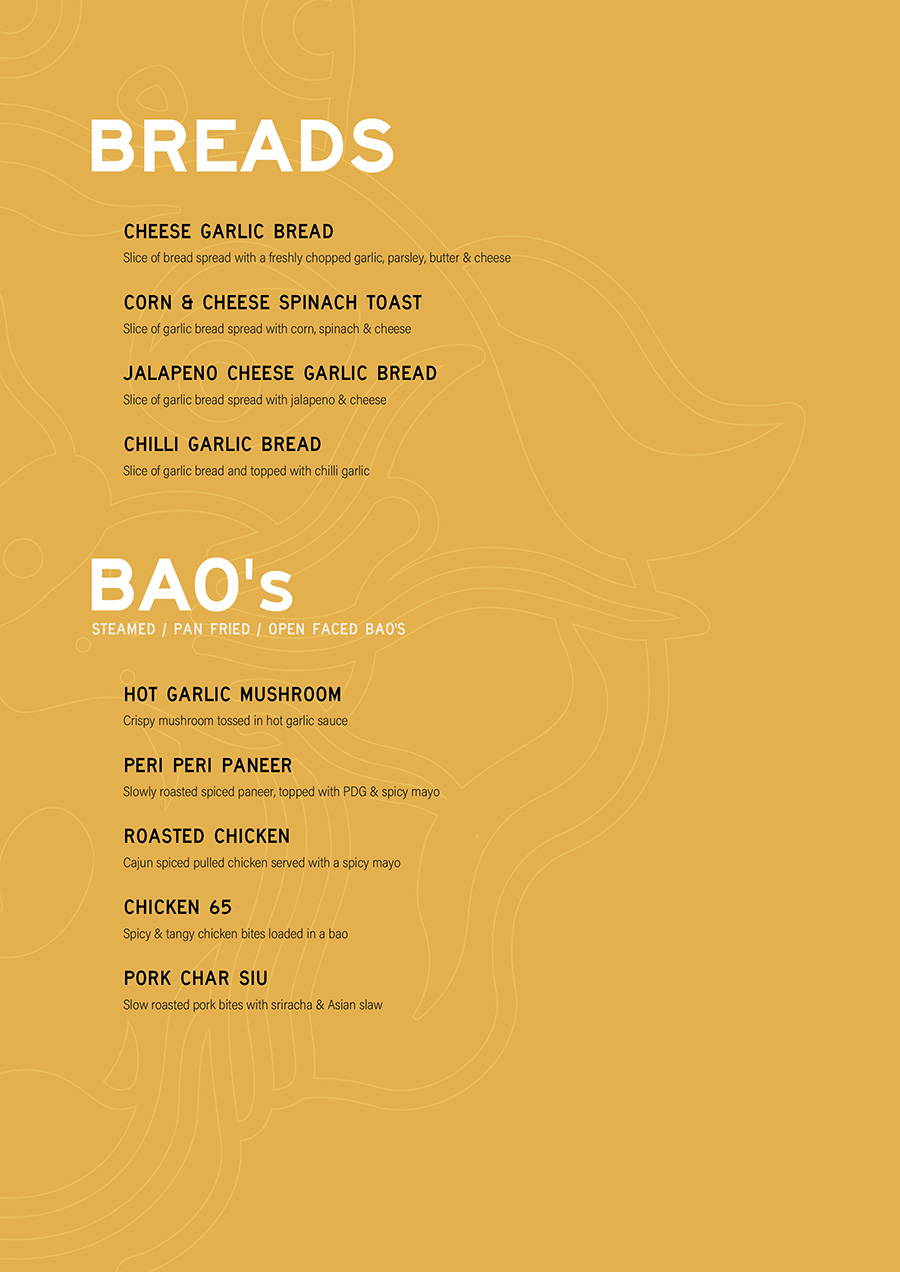 BREADS
CHEESE GARLIC BREAD
Slice of bread spread with a freshly chopped garlic, parsley, butter & cheese
CORN & CHEESE SPINACH TOAST
Slice of garlic bread spread with corn, spinach & cheese
JALAPENO CHEESE GARLIC BREAD
Slice of garlic bread spread with jalapeno & cheese
CHILLI GARLIC BREAD
Slice of garlic bread and topped with chilli garlic
BAO's
STEAMED / PAN FRIED / OPEN FACED BAO'S
HOT GARLIC MUSHROOM
Crispy mushroom tossed in hot garlic sauce
PERI PERI PANEER
Slowly roasted spiced paneer, topped with PDG & spicy mayo
ROASTED CHICKEN
Cajun spiced pulled chicken served with a spicy mayo
CHICKEN 65
Spicy & tangy chicken bites loaded in a bao
PORK CHAR SIU
Slow roasted pork bites with sriracha & Asian slaw